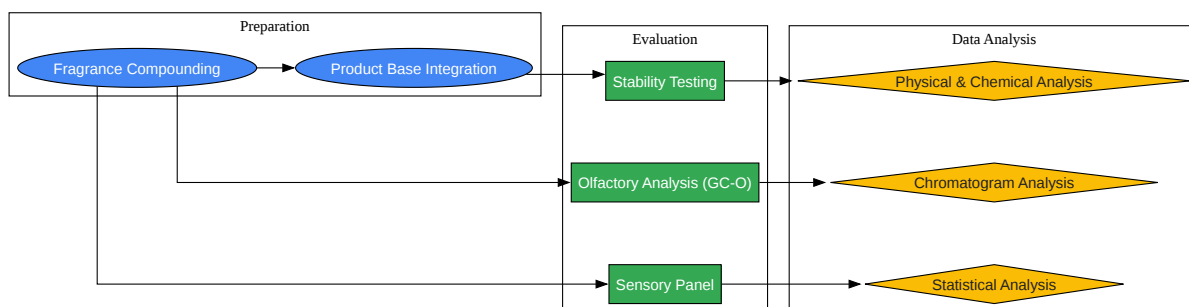 Preparation
Fragrance Compounding
Product Base Integration
Evaluation
Stability Testing
Olfactory Analysis (GC-O)
Sensory Panel
Data Analysis
Physical & Chemical Analysis
Chromatogram Analysis
Statistical Analysis